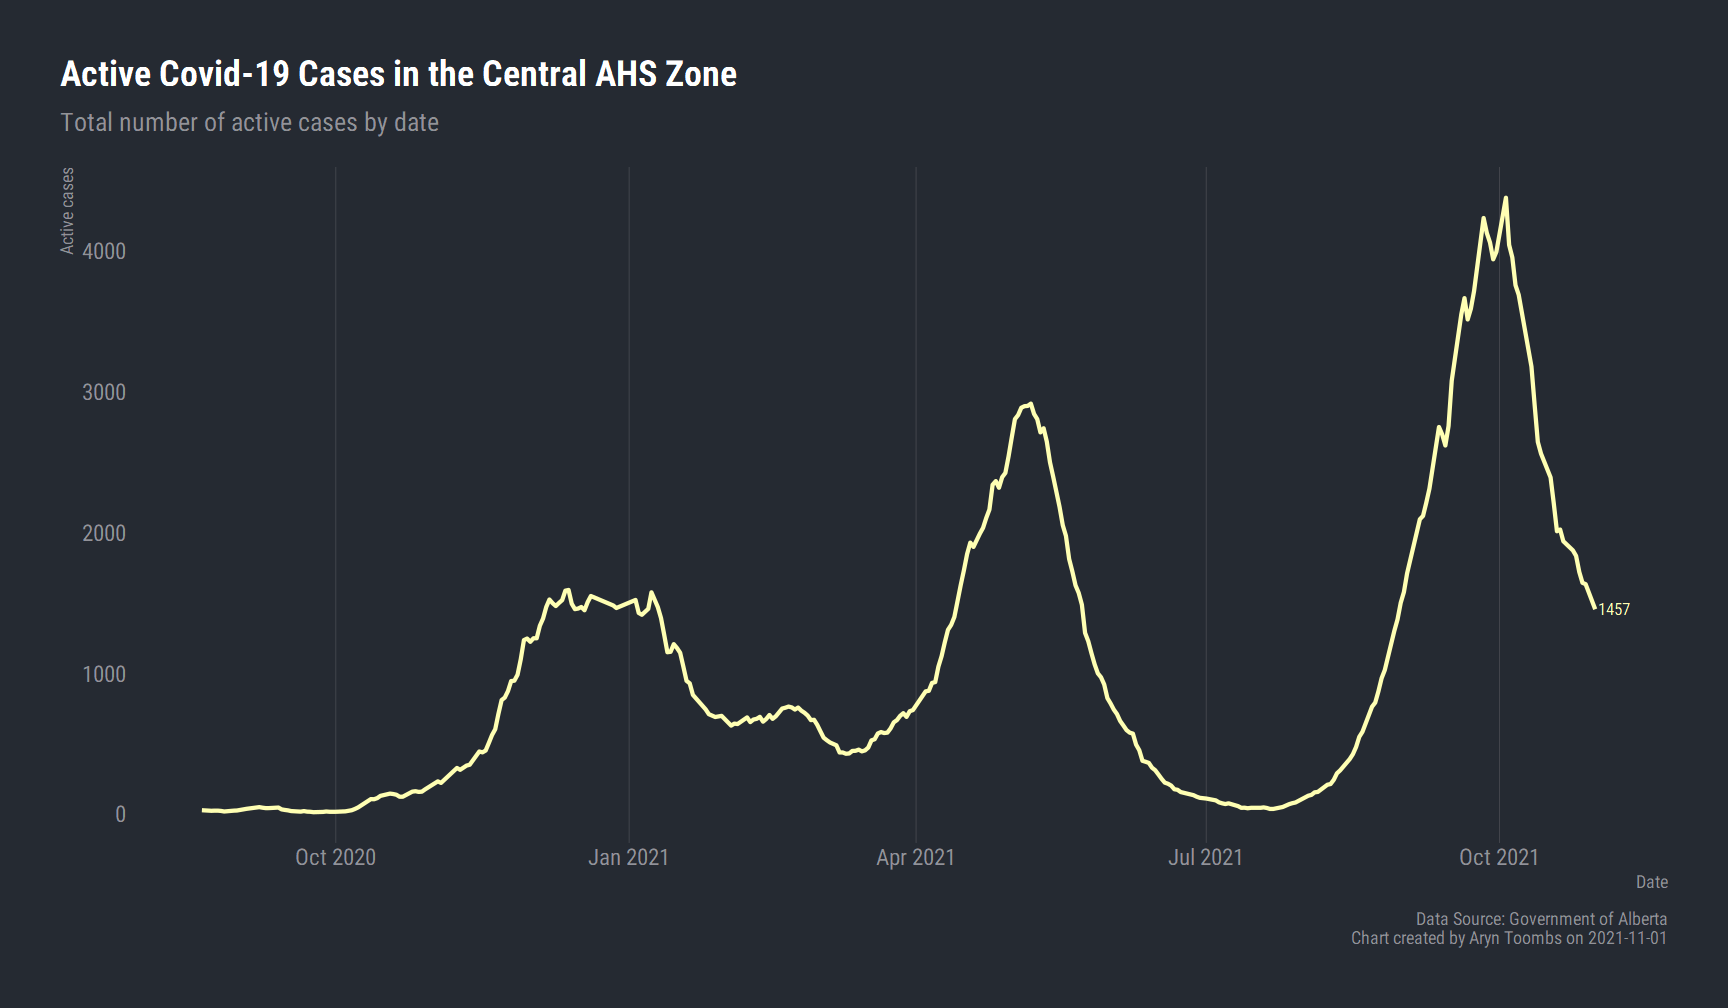 Active Covid-19 Cases in the Central AHS Zone
Total number of active cases by date
Active cases
4000
3000
2000
1000
0
1457
Oct 2020
Jan 2021
Apr 2021
Jul 2021
Oct 2021
Date
Data Source: Government of Alberta
Chart created by Aryn Toombs on 2021-11-01